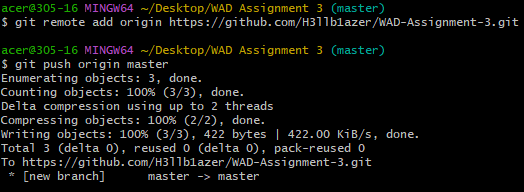 acer@305-16 MINGW64 ~/Desktop/WAD Assignment 3 (master)
$ git remote add origin https://github.com/H3llb1azer/WAD-Assignment-3.git
acer@305-16 MINGW64 ~/Desktop/WAD Assignment 3 (master)
$ git push origin master
Enumerating objects: 3, done.
Counting objects: 100% (3/3), done.
Delta compression using up to 2 threads
Compressing objects: 100% (2/2), done.
Writing objects: 100% (3/3), 422 bytes | 422.00 KiB/s, done.
Total 3 (delta 0), reused 0 (delta 0), pack-reused 0
To https://github.com/H3llb1azer/WAD-Assignment-3.git
 * [new branch]      master -> master